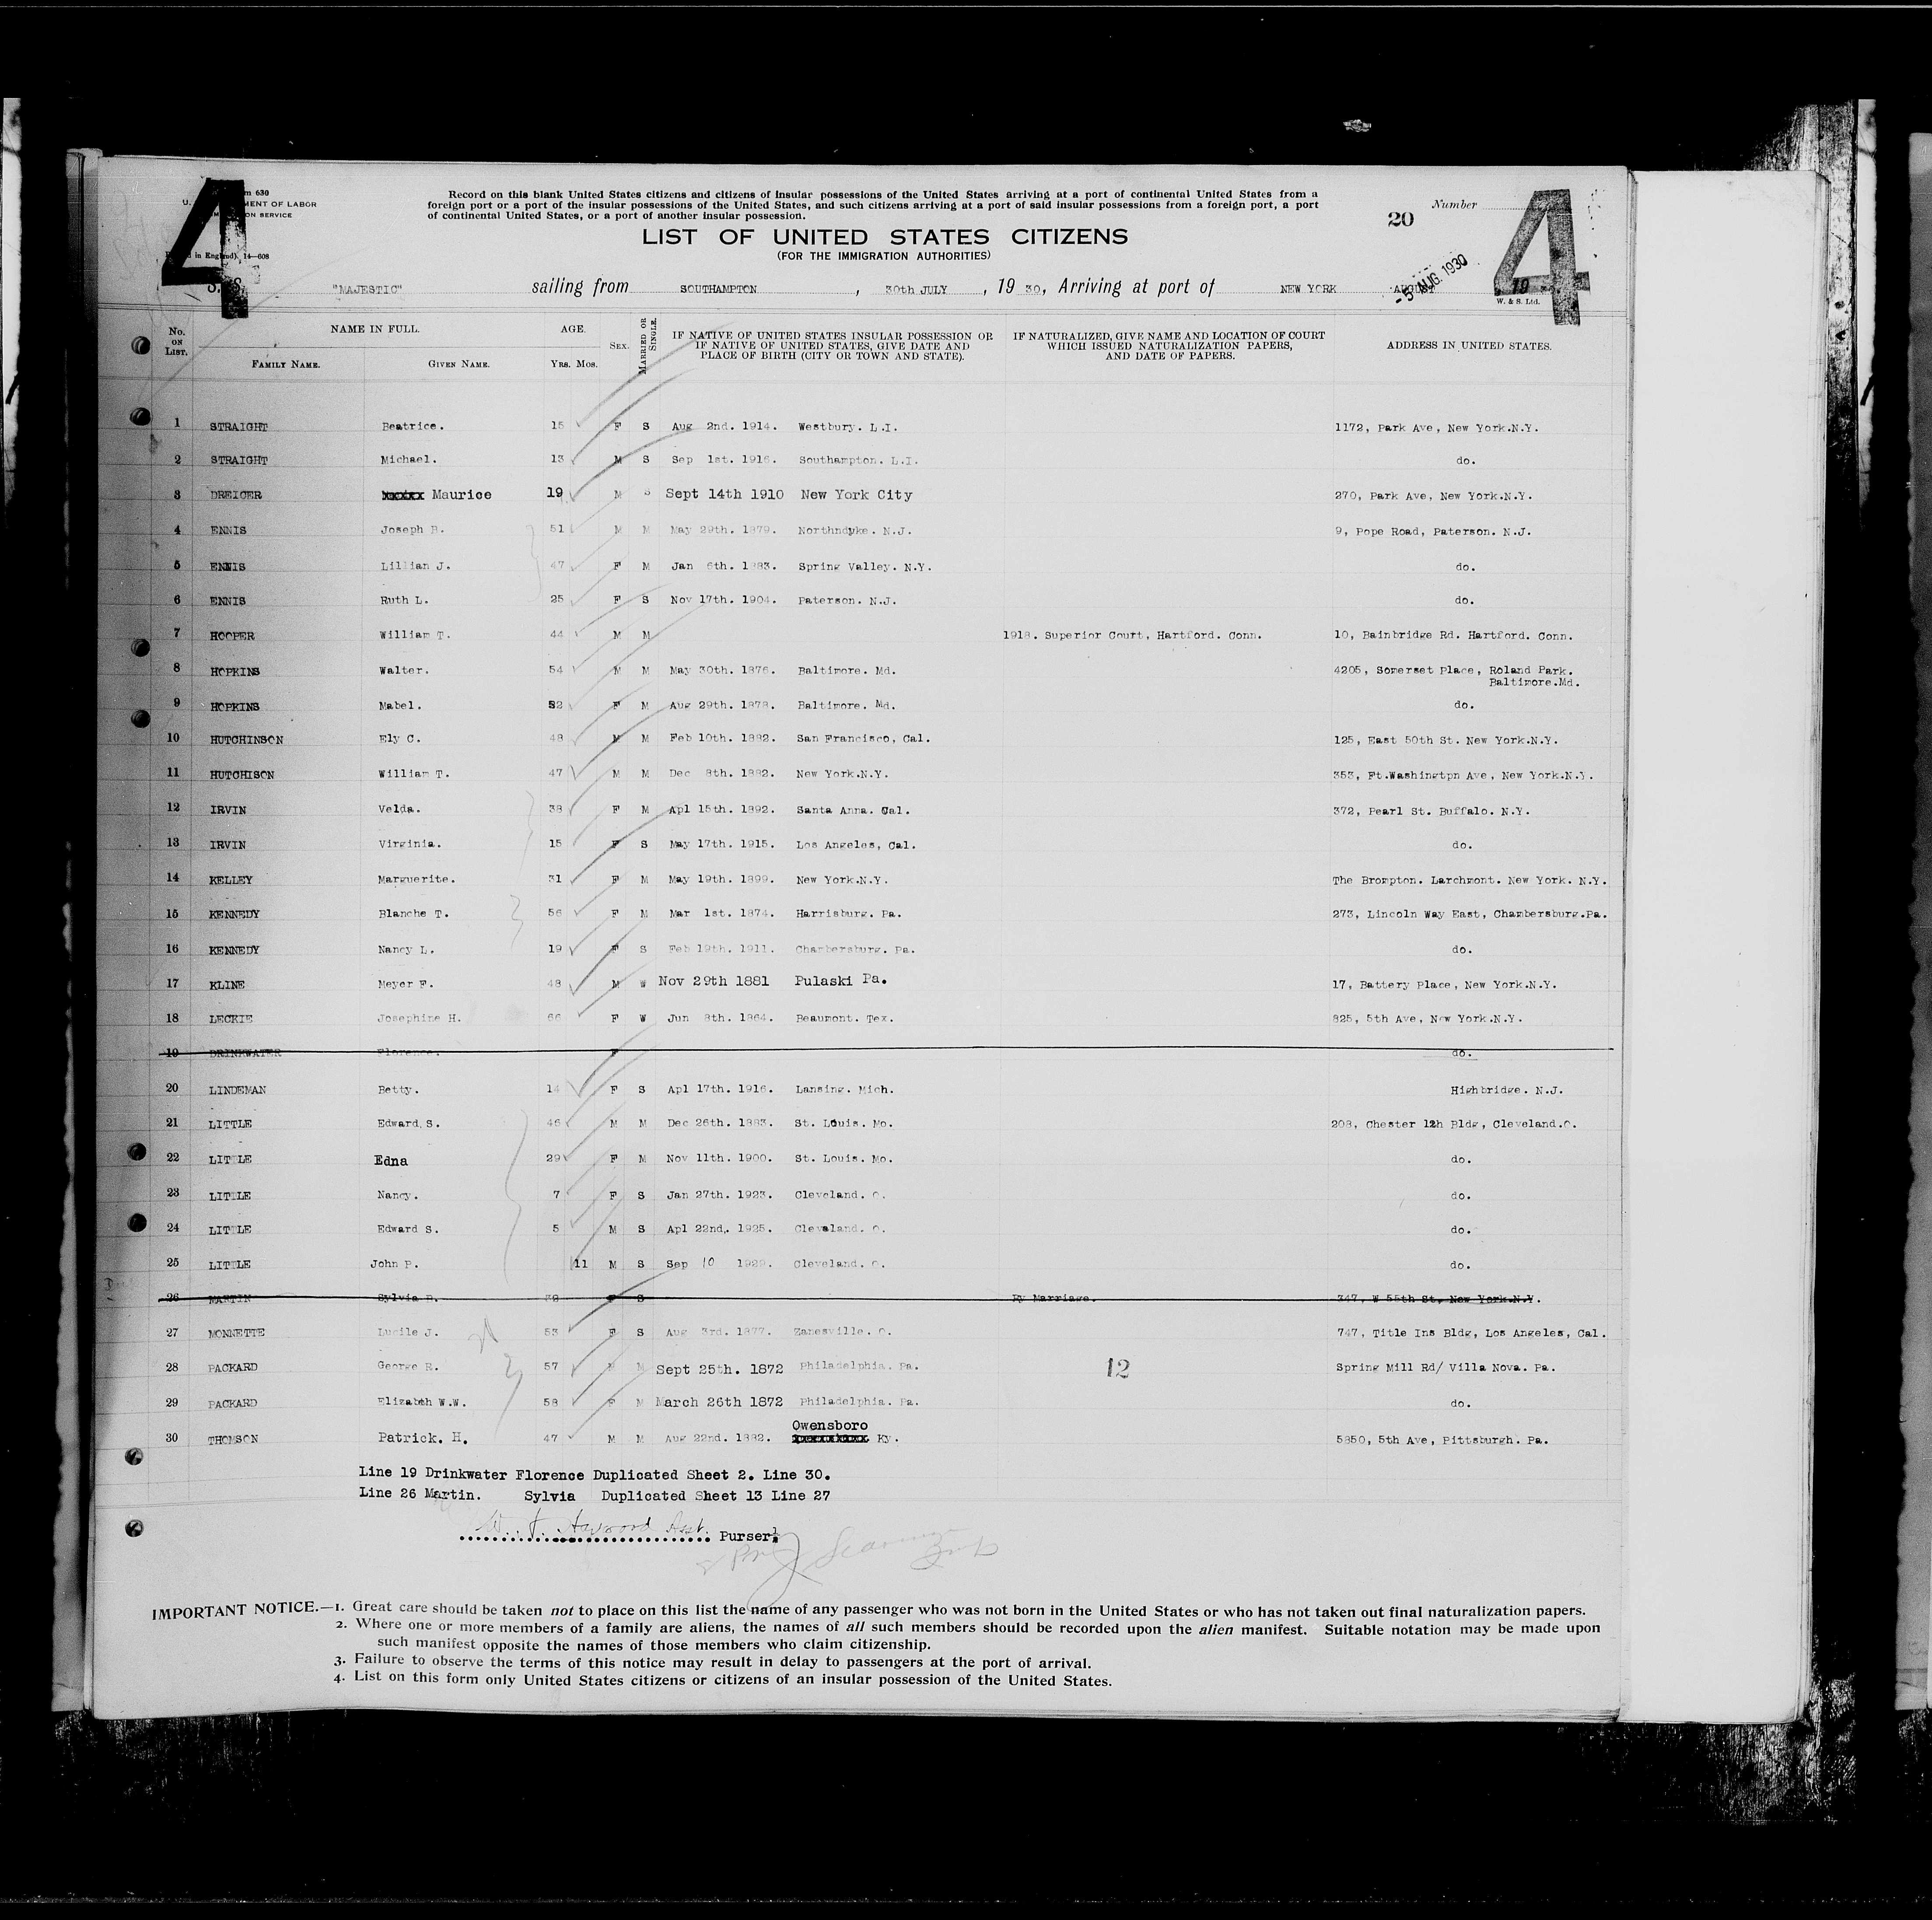 4
m 630
U. MENT OF LABOR
ON SERVICE
in England). 14—608
Record on this blank United States citizens and citizens of insular possessions of the United States arriving at a port of continental United States from a
foreign port or a port of the insular possessions of the United States, and such citizens arriving at a port of said insular possessions from a foreign port, a port
of continental United States, or a port of another insular possession.
20 Number 4
LIST OF UNITED STATES CITIZENS
(FOR THE IMMIGRATION AUTHORITIES)
-5 AUG 1930
S.S. "MAJESTIC" sailing from SOUTHAMPTON , 30th JULY , 19 30, Arriving at port of NEW YORK AUGUST , 19
W. & S. Ltd.
No. ON LIST. NAME IN FULL. AGE. SEX. MARRIED OR SINGLE. IF NATIVE OF UNITED STATES INSULAR POSSESSION OR IF NATIVE OF UNITED STATES, GIVE DATE AND PLACE OF BIRTH (CITY OR TOWN AND STATE). IF NATURALIZED, GIVE NAME AND LOCATION OF COURT WHICH ISSUED NATURALIZATION PAPERS, AND DATE OF PAPERS. ADDRESS IN UNITED STATES.
FAMILY NAME. GIVEN NAME. Yrs. Mos.
1 STRAIGHT Beatrice. 15 F S Aug 2nd. 1914. Westbury. L.I. 1172, Park Ave, New York.N.Y.
2 STRAIGHT Michael. 13 M S Sep 1st. 1916. Southampton. L.I. do.
3 DREICER xxxxx Maurice 19 M S Sept 14th 1910 New York City 270, Park Ave, New York.N.Y.
4 ENNIS Joseph B. 51 M M May 29th. 1879. Northndyke. N.J. 9, Pope Road, Paterson. N.J.
5 ENNIS Lillian J. 47 F M Jan 6th. 1883. Spring Valley. N.Y. do.
6 ENNIS Ruth L. 25 F S Nov 17th. 1904. Paterson. N.J. do.
7 HOOPER William T. 44 M M 1918. Superior Court, Hartford. Conn. 10, Bainbridge Rd. Hartford. Conn.
8 HOPKINS Walter. 54 M M May 30th. 1876. Baltimore. Md. 4205, Somerset Place, Roland Park.
Baltimore.Md.
9 HOPKINS Mabel. 52 F M Aug 29th. 1878. Baltimore. Md. do.
10 HUTCHINSON Ely C. 48 M M Feb 10th. 1882. San Francisco, Cal. 125, East 50th St. New York.N.Y.
11 HUTCHISON William T. 47 M M Dec 8th. 1882. New York.N.Y. 353, Ft.Washingtpn Ave, New York.N.Y.
12 IRVIN Velda. 38 F M Apl 15th. 1892. Santa Anna. Cal. 372, Pearl St. Buffalo. N.Y.
13 IRVIN Virginia. 15 F S May 17th. 1915. Los Angeles, Cal. do.
14 KELLEY Marguerite. 31 F M May 19th. 1899. New York.N.Y. The Brompton. Larchmont. New York. N.Y.
15 KENNEDY Blanche T. 56 F M Mar 1st. 1874. Harrisburg. Pa. 273, Lincoln Way East, Chambersburg.Pa.
16 KENNEDY Nancy L. 19 F S Feb 19th. 1911. Chambersburg. Pa. do.
17 KLINE Meyer F. 48 M W Nov 29th 1881 Pulaski Pa. 17, Battery Place, New York.N.Y.
18 LECKIE Josephine H. 66 F W Jun 8th. 1864. Beaumont. Tex. 825, 5th Ave, New York.N.Y.
19 DRINKWATER Florence. F do.
20 LINDEMAN Betty. 14 F S Apl 17th. 1916. Lansing. Mich. Highbridge. N.J.
21 LITTLE Edward.S. 46 M M Dec 26th. 1883. St. Louis. Mo. 208, Chester 12h Bldg, Cleveland.O.
22 LITTLE Edna 29 F M Nov 11th. 1900. St. Louis. Mo. do.
23 LITTLE Nancy. 7 F S Jan 27th. 1923. Cleveland. O. do.
24 LITTLE Edward S. 5 M S Apl 22nd. 1925. Cleveland. O. do.
25 LITTLE John P. 11 M S Sep 10 1929. Cleveland. O. do.
26 MARTIN Sylvia B. 38 F S By Marriage. 347, W 55th St, New York.N.Y.
27 MONNETTE Lucile J. 53 F S Aug 3rd. 1877. Zanesville. O. 747, Title Ins Bldg, Los Angeles, Cal.
28 PACKARD George R. 57 M Sept 25th. 1872 Philadelphia. Pa. 12 Spring Mill Rd/ Villa Nova. Pa.
29 PACKARD Elizabth W.W. 58 F M March 26th 1872 Philadelphia. Pa. do.
Owensboro
30 THOMSON Patrick. H. 47 M M Aug 22nd. 1882. xxxxxxxxxx Ky. 5850, 5th Ave, Pittsburgh. Pa.
Line 19 Drinkwater Florence Duplicated Sheet 2. Line 30.
Line 26 Martin. Sylvia Duplicated Sheet 13 Line 27
Asst. Purser.
IMPORTANT NOTICE.—1. Great care should be taken not to place on this list the name of any passenger who was not born in the United States or who has not taken out final naturalization papers.
2. Where one or more members of a family are aliens, the names of all such members should be recorded upon the alien manifest. Suitable notation may be made upon
such manifest opposite the names of those members who claim citizenship.
3. Failure to observe the terms of this notice may result in delay to passengers at the port of arrival.
4. List on this form only United States citizens or citizens of an insular possession of the United States.